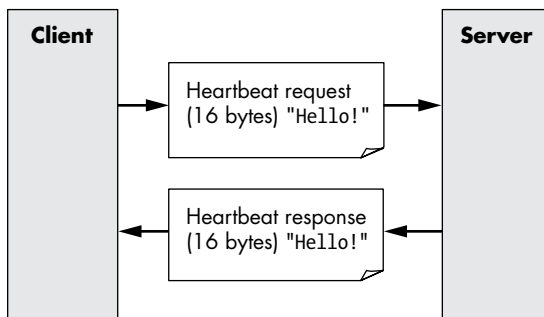 Client
Server
Heartbeat request
(16 bytes) "Hello!"
Heartbeat response
(16 bytes) "Hello!"